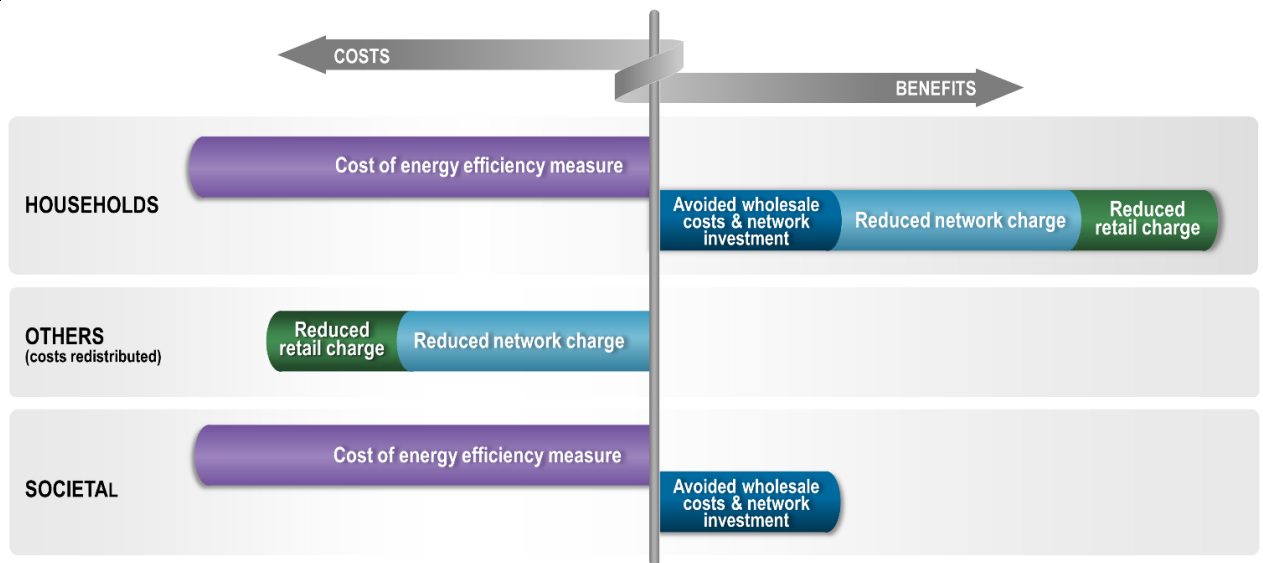 COSTS
BENEFITS
HOUSEHOLDS
Cost of energy efficiency measure
Avoided wholesale
costs & network
investment
Reduced network charge
Reduced
retail charge
OTHERS
(costs redistributed)
Reduced
retail charge
Reduced network charge
SOCIETAL
Cost of energy efficiency measure
Avoided wholesale
costs & network
investment